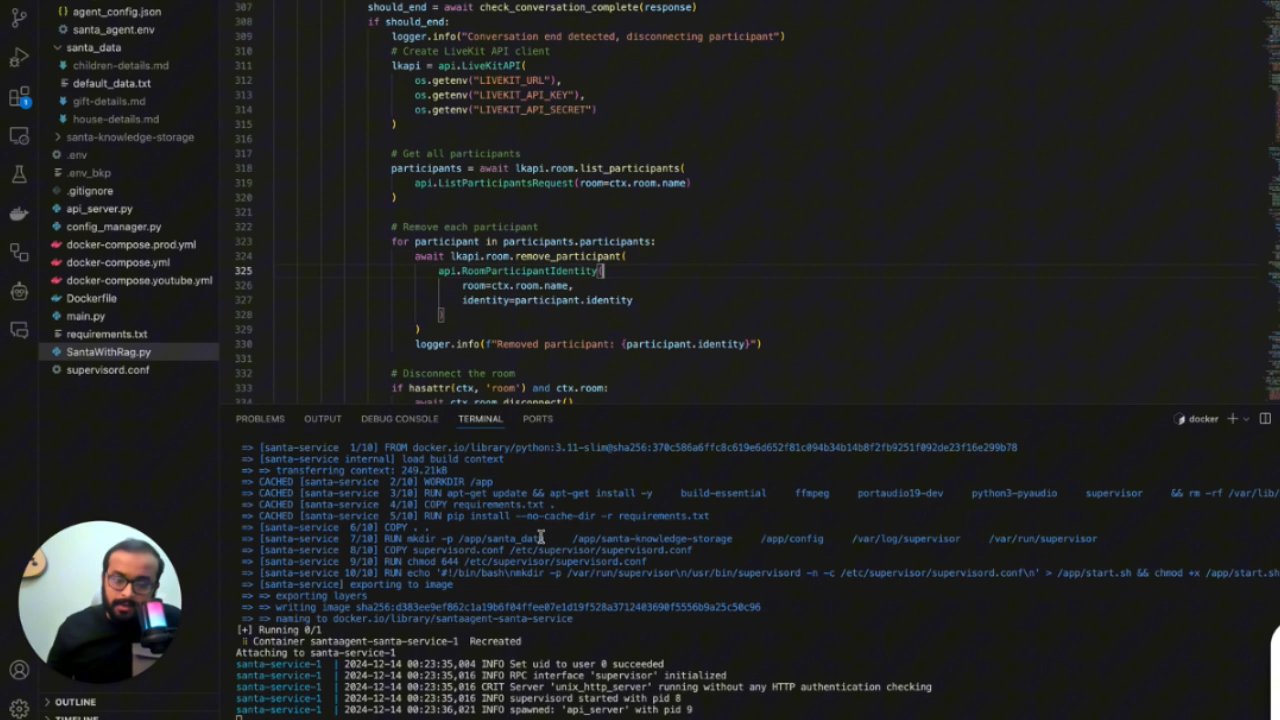 agent_config.json
santa_agent.env
santa_data
children-details.md
default_data.txt
gift-details.md
house-details.md
santa-knowledge-storage
.env
.env_bkp
.gitignore
api_server.py
config_manager.py
docker-compose.prod.yml
docker-compose.yml
docker-compose.youtube.yml
Dockerfile
main.py
requirements.txt
SantaWithRag.py
supervisord.conf
OUTLINE
TIMELINE
1
307 should_end = await check_conversation_complete(response)
308 if should_end:
309 logger.info("Conversation end detected, disconnecting participant")
310 # Create LiveKit API client
311 lkapi = api.LiveKitAPI(
312 os.getenv("LIVEKIT_URL"),
313 os.getenv("LIVEKIT_API_KEY"),
314 os.getenv("LIVEKIT_API_SECRET")
315 )
316
317 # Get all participants
318 participants = await lkapi.room.list_participants(
319 api.ListParticipantsRequest(room=ctx.room.name)
320 )
321
322 # Remove each participant
323 for participant in participants.participants:
324 await lkapi.room.remove_participant(
325 api.RoomParticipantIdentity(
326 room=ctx.room.name,
327 identity=participant.identity
328 )
329 )
330 logger.info(f"Removed participant: {participant.identity}")
331
332 # Disconnect the room
333 if hasattr(ctx, 'room') and ctx.room:
await ctx.room.disconnect()
PROBLEMS OUTPUT DEBUG CONSOLE TERMINAL PORTS docker
=> [santa-service 1/10] FROM docker.io/library/python:3.11-slim@sha256:370c586a6ffc8c619e6d652f81c094b34b14b8f2fb9251f092de23f16e299b78
=> [santa-service internal] load build context
=> => transferring context: 249.21kB
=> CACHED [santa-service 2/10] WORKDIR /app
=> CACHED [santa-service 3/10] RUN apt-get update && apt-get install -y build-essential ffmpeg portaudio19-dev python3-pyaudio supervisor && rm -rf /var/lib/
=> CACHED [santa-service 4/10] COPY requirements.txt .
=> CACHED [santa-service 5/10] RUN pip install --no-cache-dir -r requirements.txt
=> [santa-service 6/10] COPY . .
=> [santa-service 7/10] RUN mkdir -p /app/santa_data /app/santa-knowledge-storage /app/config /var/log/supervisor /var/run/supervisor
=> [santa-service 8/10] COPY supervisord.conf /etc/supervisor/supervisord.conf
=> [santa-service 9/10] RUN chmod 644 /etc/supervisor/supervisord.conf
=> [santa-service 10/10] RUN echo '#!/bin/bash\nmkdir -p /var/run/supervisor\n/usr/bin/supervisord -n -c /etc/supervisor/supervisord.conf\n' > /app/start.sh && chmod +x /app/start.sh
=> [santa-service] exporting to image
=> => exporting layers
=> => writing image sha256:d383ee9ef862c1a19b6f04ffee07e1d19f528a3712403690f5556b9a25c50c96
=> => naming to docker.io/library/santaagent-santa-service
[+] Running 0/1
Container santaagent-santa-service-1 Recreated
Attaching to santa-service-1
santa-service-1 | 2024-12-14 00:23:35,004 INFO Set uid to user 0 succeeded
santa-service-1 | 2024-12-14 00:23:35,016 INFO RPC interface 'supervisor' initialized
santa-service-1 | 2024-12-14 00:23:35,016 CRIT Server 'unix_http_server' running without any HTTP authentication checking
santa-service-1 | 2024-12-14 00:23:35,016 INFO supervisord started with pid 8
santa-service-1 | 2024-12-14 00:23:36,021 INFO spawned: 'api_server' with pid 9